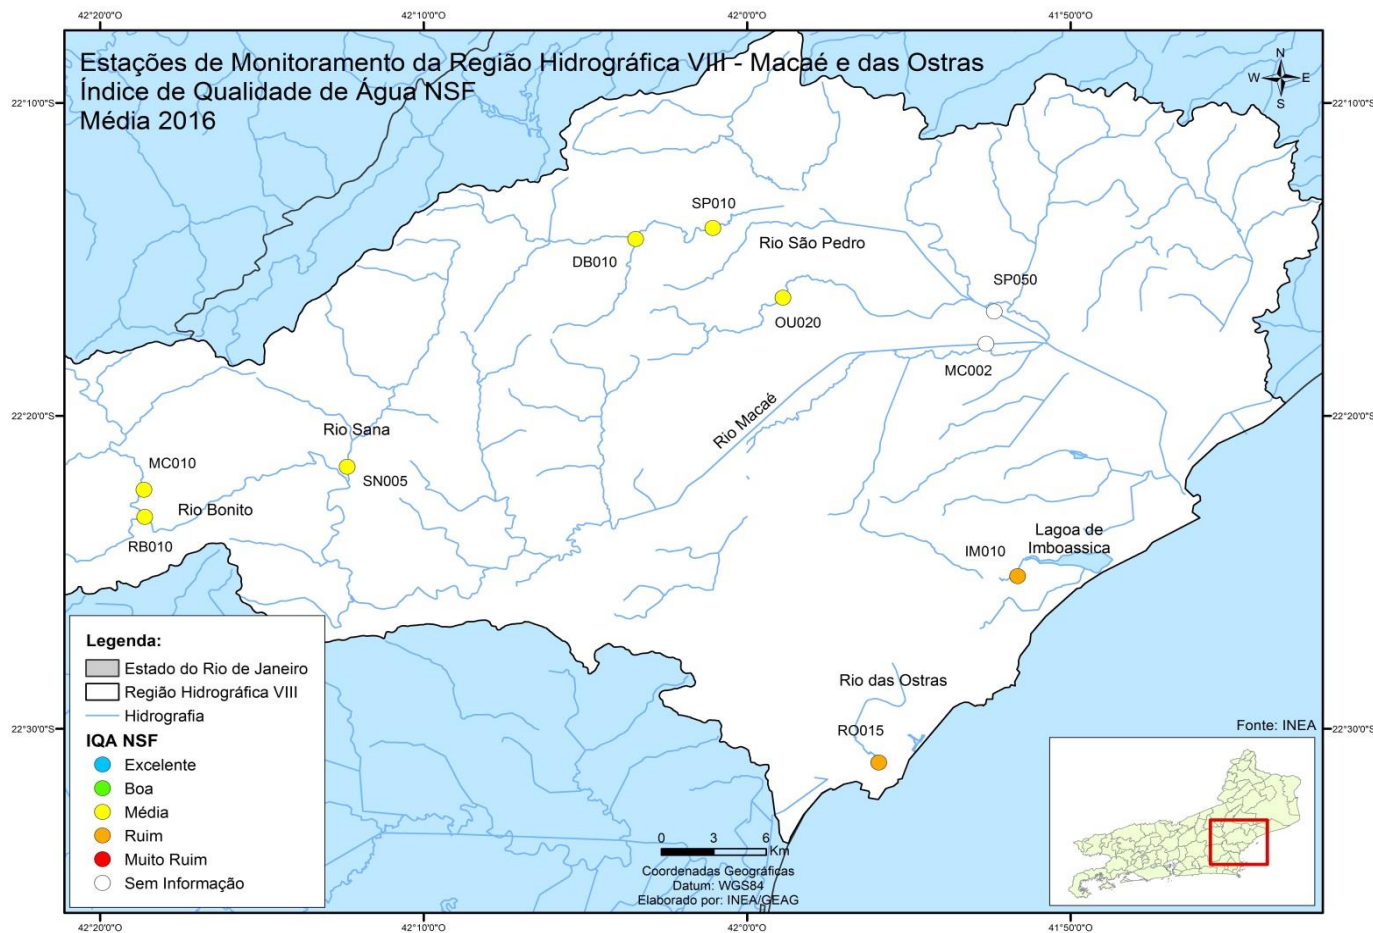 42°20'0"W
42°10'0"W
42°0'0"W
41°50'0"W
Estações de Monitoramento da Região Hidrográfica VIII - Macaé e das Ostras
Índice de Qualidade de Água NSF
Média 2016
N
W
E
S
22°10'0"S
22°10'0"S
SP010
DB010
Rio São Pedro
SP050
OU020
MC002
22°20'0"S
22°20'0"S
Rio Macaé
Rio Sana
MC010
SN005
Rio Bonito
RB010
Lagoa de
Imboassica
IM010
Legenda:
Estado do Rio de Janeiro
Região Hidrográfica VIII
Hidrografia
IQA NSF
Excelente
Boa
Média
Ruim
Muito Ruim
Sem Informação
Rio das Ostras
RO015
22°30'0"S
22°30'0"S
Fonte: INEA
0 3 6
Km
Coordenadas Geográficas
Datum: WGS84
Elaborado por: INEA/GEAG
42°20'0"W
42°10'0"W
42°0'0"W
41°50'0"W